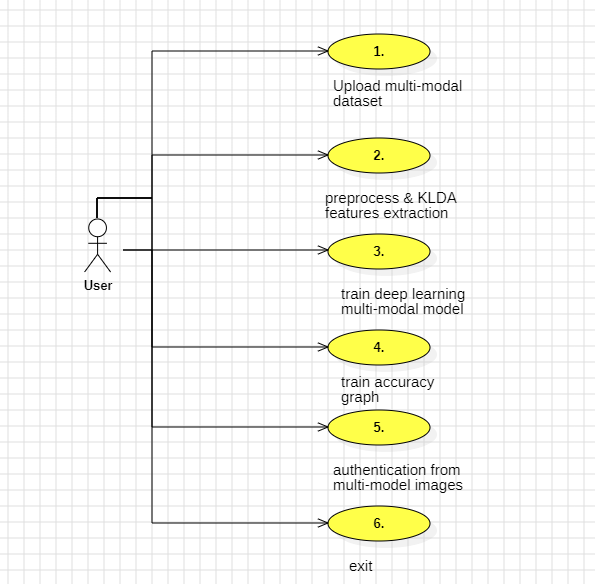 1.
Upload multi-modal
dataset
2.
preprocess & KLDA
features extraction
User
3.
train deep learning
multi-modal model
4.
train accuracy
graph
5.
authentication from
multi-model images
6.
exit